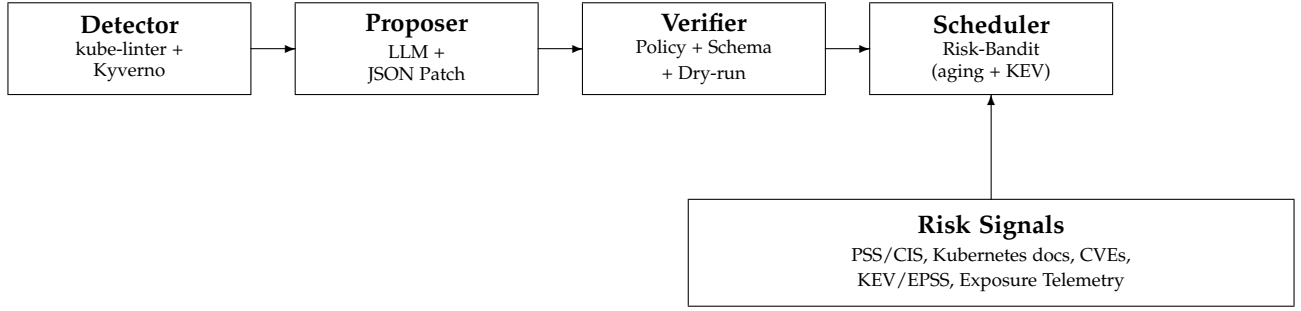 Detector
kube-linter +
Kyverno
Proposer
LLM +
JSON Patch
Verifier
Policy + Schema
+ Dry-run
Scheduler
Risk-Bandit
(aging + KEV)
Risk Signals
PSS/CIS, Kubernetes docs, CVEs,
KEV/EPSS, Exposure Telemetry